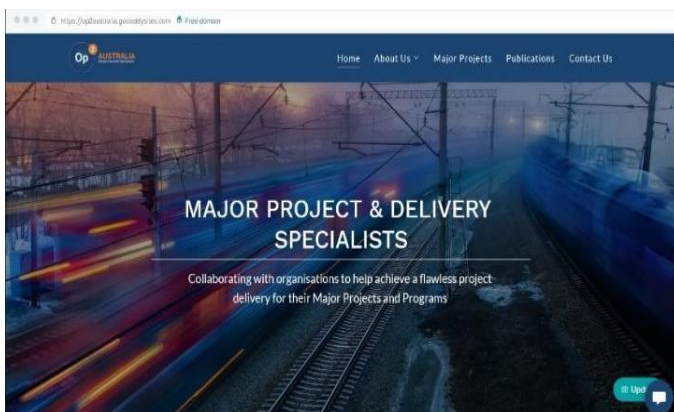 https://op2australia.godaddysites.com Free domain
Op 2 AUSTRALIA
Home About Us Major Projects Publications Contact Us
MAJOR PROJECT & DELIVERY
SPECIALISTS
Collaborating with organisations to help achieve a flawless project
delivery for their Major Projects and Programs